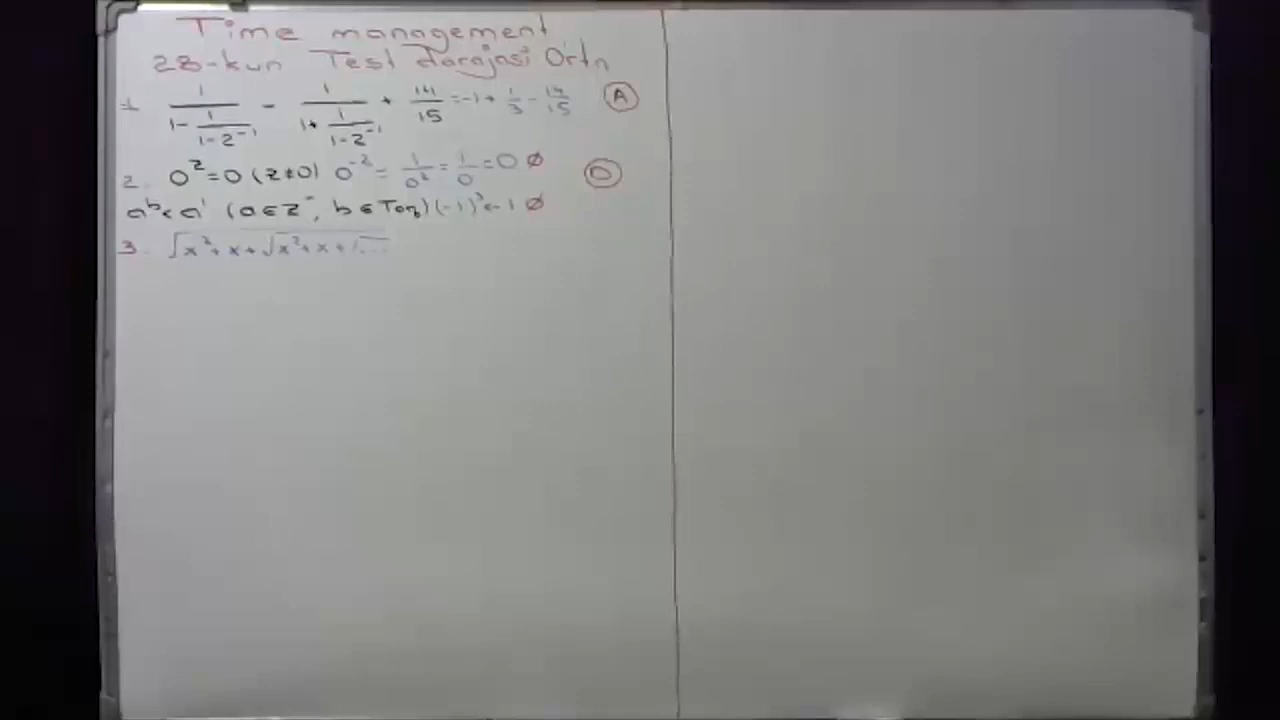 Time management
28-kun Test darajasi Orta
1. 1/(1 - 1/(1-2⁻¹)) - 1/(1 + 1/(1-2⁻¹)) + 14/15 = -1 + 1/3 - 14/15 (A)
2. 0^z = 0 (z≠0) 0⁻² = 1/0² = 1/0 = 0 ∅ (D)
a^b < a¹ (a∈Z⁻, b∈Toq) (-1)³ < -1 ∅
3. √(x²+x+√(x²+x+√...))